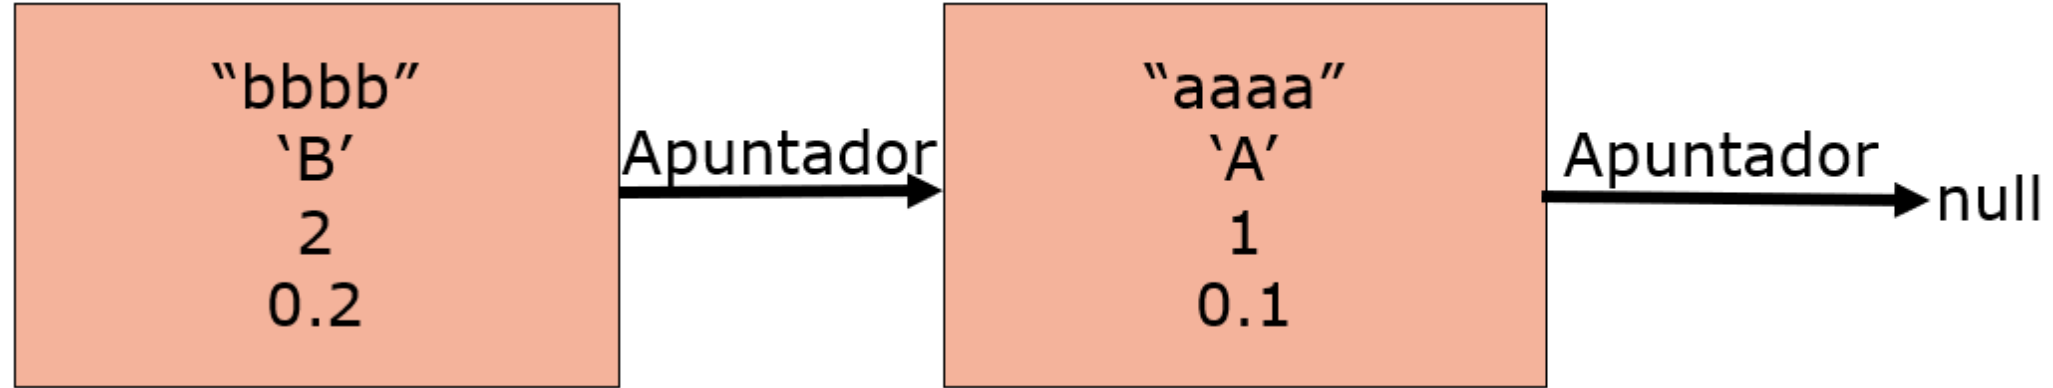 “bbbb”
‘B’
2
0.2
Apuntador
“aaaa”
‘A’
1
0.1
Apuntador
null